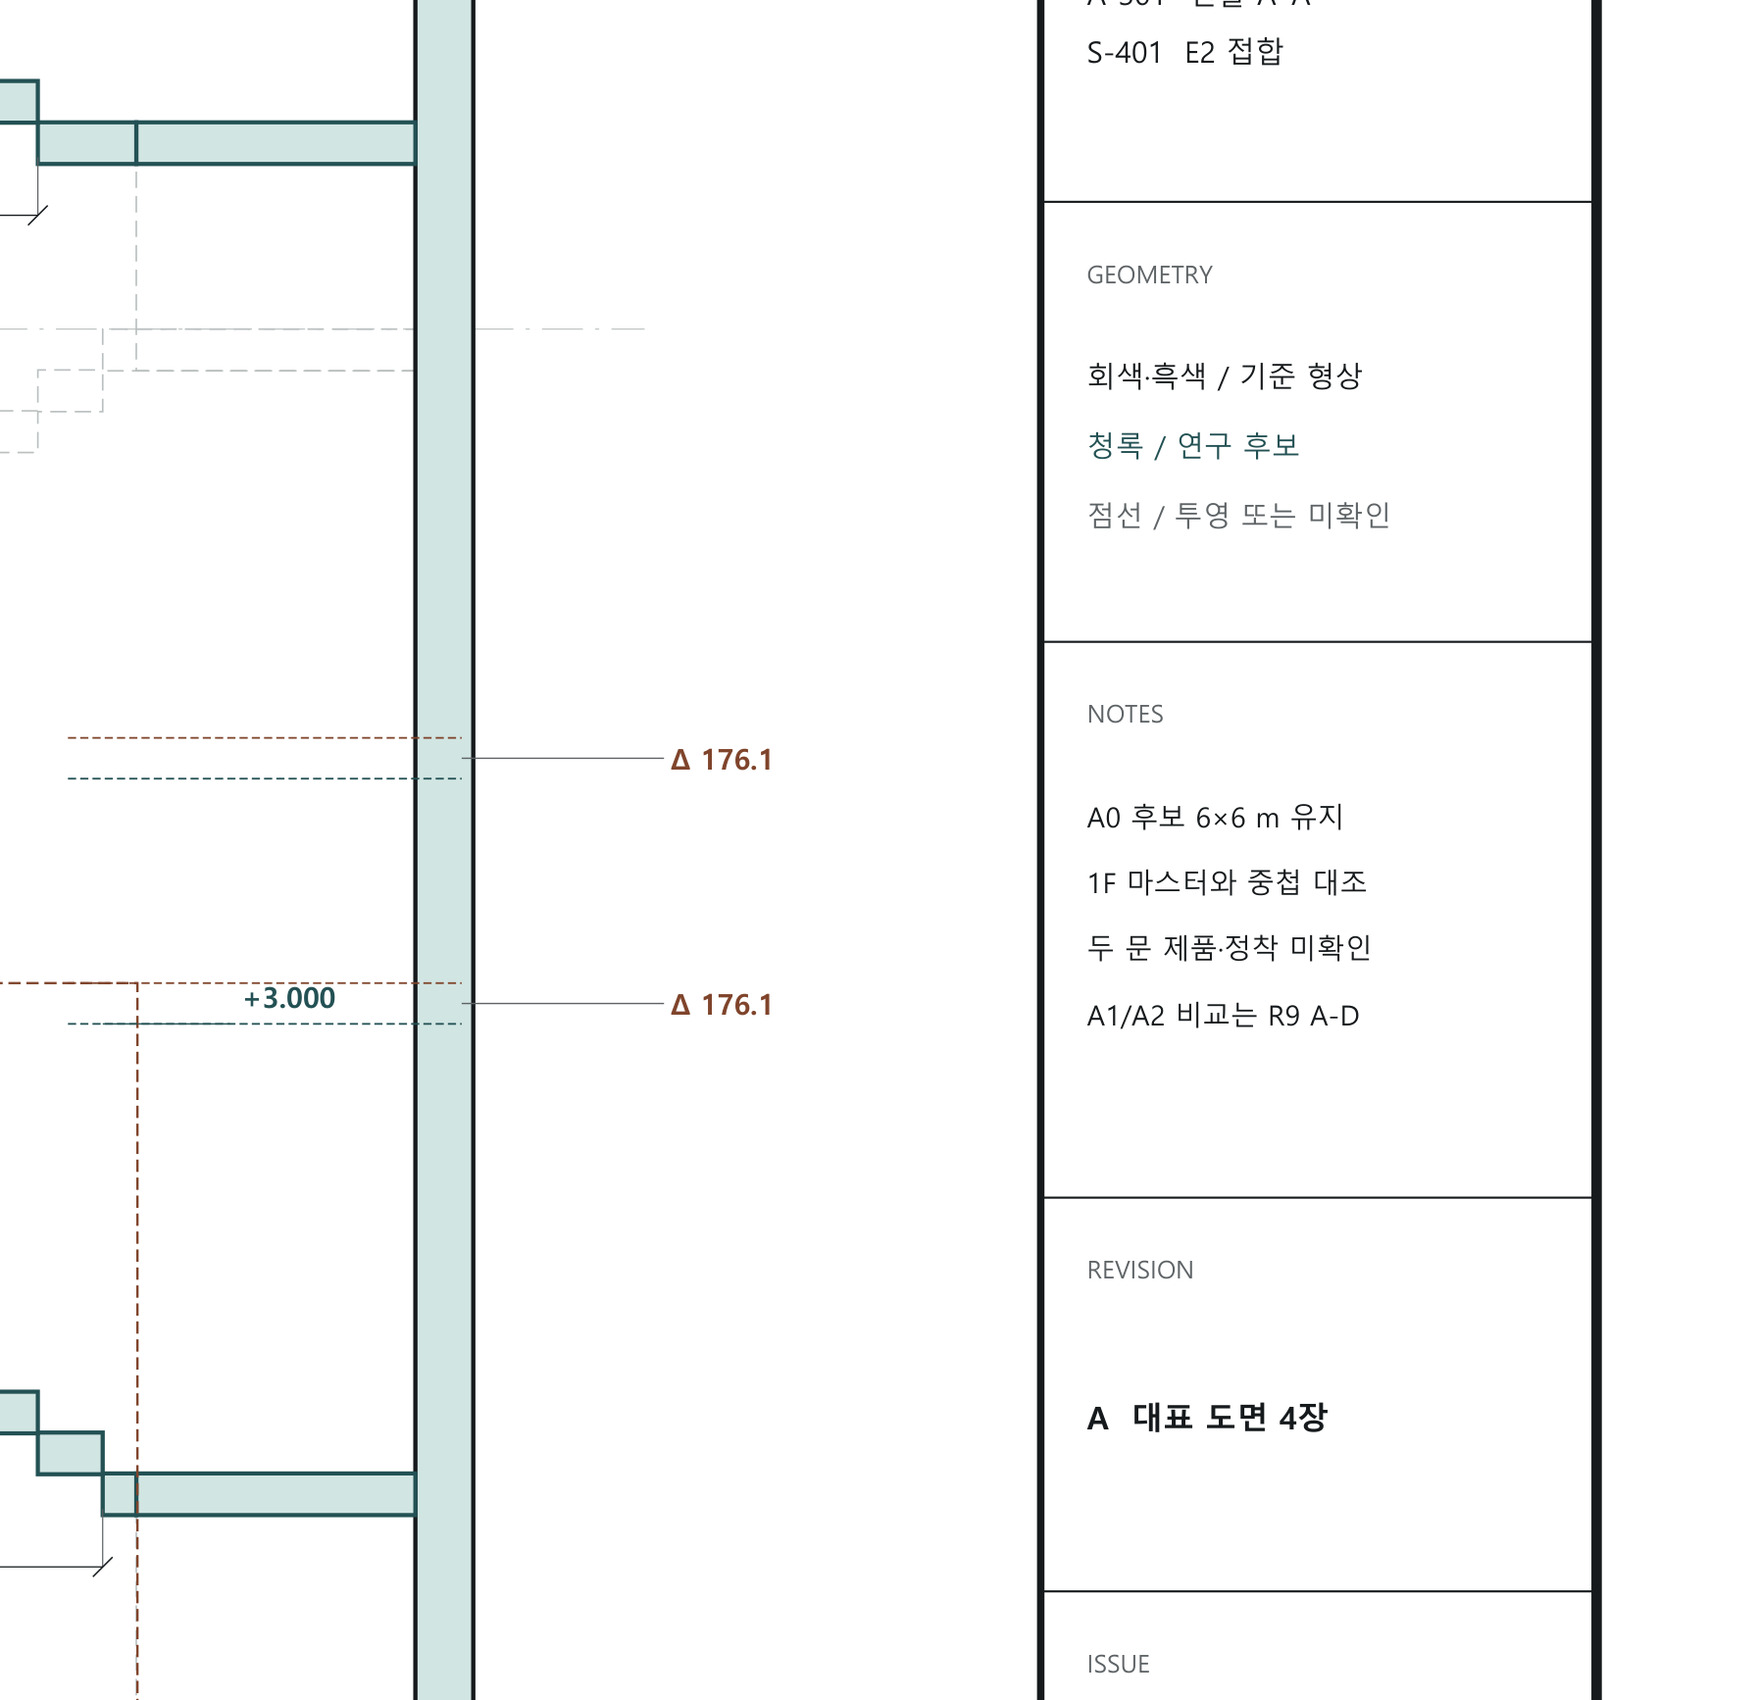 S-401 E2 접합
GEOMETRY
회색·흑색 / 기준 형상
청록 / 연구 후보
점선 / 투영 또는 미확인
NOTES
A0 후보 6×6 m 유지
1F 마스터와 중첩 대조
두 문 제품·정착 미확인
A1/A2 비교는 R9 A-D
REVISION
A 대표 도면 4장
ISSUE
Δ 176.1
+3.000
Δ 176.1